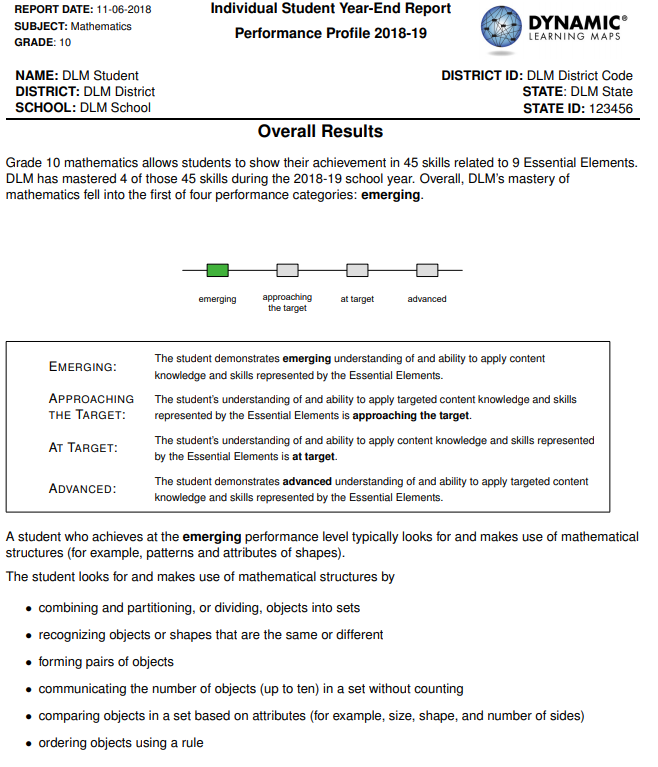 REPORT DATE: 11-06-2018
SUBJECT: Mathematics
GRADE: 10
Individual Student Year-End Report
Performance Profile 2018-19
DYNAMIC®
LEARNING MAPS
NAME: DLM Student
DISTRICT: DLM District
SCHOOL: DLM School
DISTRICT ID: DLM District Code
STATE: DLM State
STATE ID: 123456
Overall Results
Grade 10 mathematics allows students to show their achievement in 45 skills related to 9 Essential Elements.
DLM has mastered 4 of those 45 skills during the 2018-19 school year. Overall, DLM's mastery of
mathematics fell into the first of four performance categories: emerging.
emerging
approaching
the target
at target
advanced
EMERGING:
The student demonstrates emerging understanding of and ability to apply content
knowledge and skills represented by the Essential Elements.
APPROACHING
THE TARGET:
The student's understanding of and ability to apply targeted content knowledge and skills
represented by the Essential Elements is approaching the target.
AT TARGET:
The student's understanding of and ability to apply content knowledge and skills represented
by the Essential Elements is at target.
ADVANCED:
The student demonstrates advanced understanding of and ability to apply targeted content
knowledge and skills represented by the Essential Elements.
A student who achieves at the emerging performance level typically looks for and makes use of mathematical
structures (for example, patterns and attributes of shapes).
The student looks for and makes use of mathematical structures by
• combining and partitioning, or dividing, objects into sets
• recognizing objects or shapes that are the same or different
• forming pairs of objects
• communicating the number of objects (up to ten) in a set without counting
• comparing objects in a set based on attributes (for example, size, shape, and number of sides)
• ordering objects using a rule